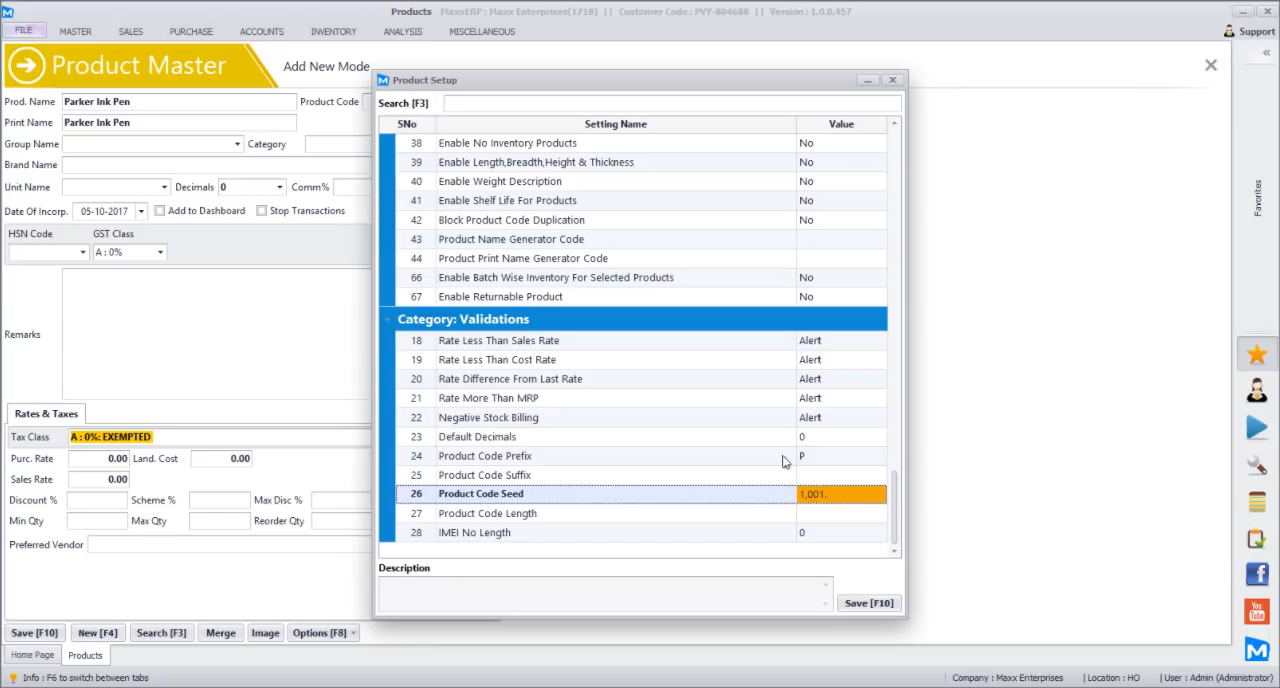 Products MaxxERP : Maxx Enterprises(1718) || Customer Code : PVY-804688 || Version : 1.0.0.457
FILE MASTER SALES PURCHASE ACCOUNTS INVENTORY ANALYSIS MISCELLANEOUS Support
Product Master Add New Mode
Product Setup
Prod. Name Parker Ink Pen Product Code
Search [F3]
Print Name Parker Ink Pen
SNo Setting Name Value
Group Name Category
38 Enable No Inventory Products No
Brand Name
39 Enable Length,Breadth,Height & Thickness No
Unit Name Decimals 0 Comm%
40 Enable Weight Description No
41 Enable Shelf Life For Products No
Date Of Incorp. 05-10-2017 Add to Dashboard Stop Transactions
42 Block Product Code Duplication No
HSN Code GST Class
43 Product Name Generator Code
A : 0%
44 Product Print Name Generator Code
66 Enable Batch Wise Inventory For Selected Products No
67 Enable Returnable Product No
Category: Validations
Remarks
18 Rate Less Than Sales Rate Alert
19 Rate Less Than Cost Rate Alert
20 Rate Difference From Last Rate Alert
21 Rate More Than MRP Alert
22 Negative Stock Billing Alert
23 Default Decimals 0
24 Product Code Prefix P
25 Product Code Suffix
26 Product Code Seed 1,001.
27 Product Code Length
28 IMEI No Length 0
Rates & Taxes
Tax Class A : 0%: EXEMPTED
Purc. Rate 0.00 Land. Cost 0.00
Sales Rate 0.00
Discount % Scheme % Max Disc %
Min Qty Max Qty Reorder Qty
Preferred Vendor
Description
Save [F10]
Save [F10] New [F4] Search [F3] Merge Image Options [F8]
Home Page Products
Info : F6 to switch between tabs Company : Maxx Enterprises | Location : HO | User : Admin (Administrator)
Favorites
You
Tube